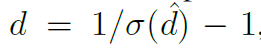 d = 1/σ(d̂) − 1,